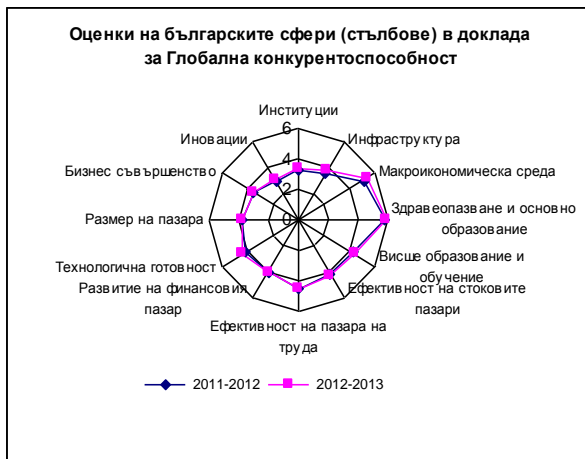 Оценки на българските сфери (стълбове) в доклада
за Глобална конкурентоспособност
Институции
Инфраструктура
Макроикономическа среда
Здравеопазване и основно
образование
Висше образование и
обучение
Ефективност на стоковите
пазари
Ефективност на пазара на
труда
Развитие на финансовия
пазар
Технологична готовност
Размер на пазара
Бизнес съвършенство
Иновации
6
4
2
0
2011-2012
2012-2013